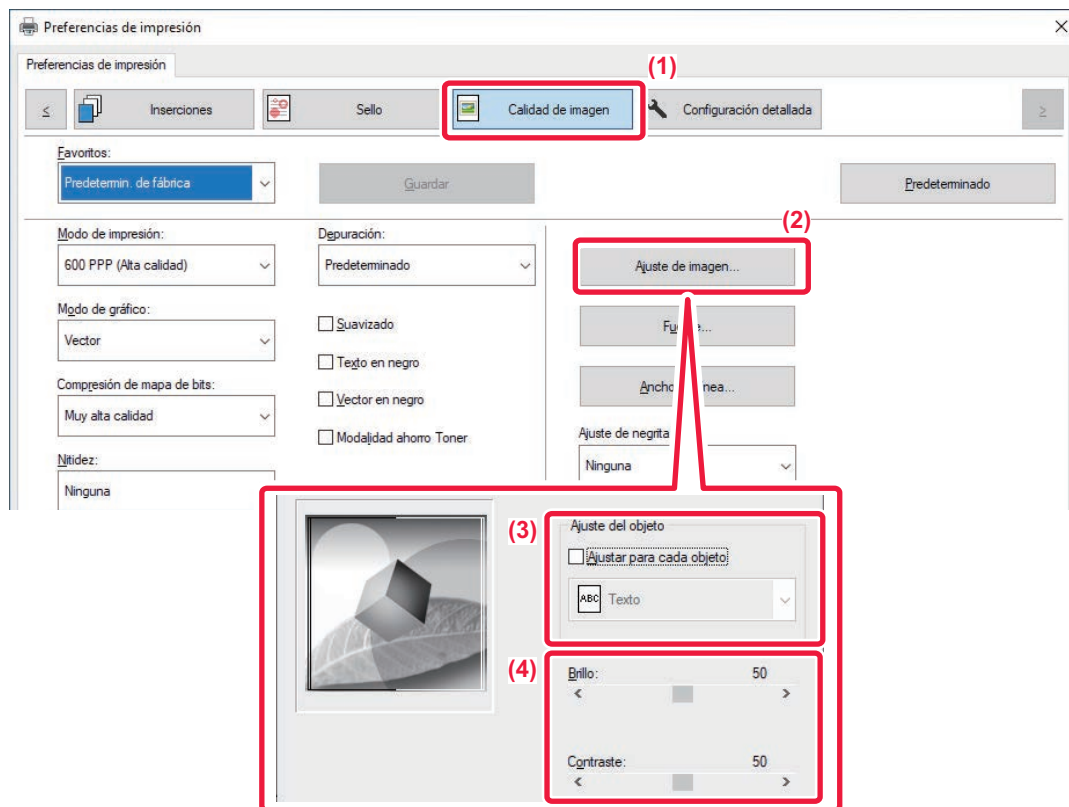 Preferencias de impresión
Preferencias de impresión
(1)
Inserciones
Sello
Calidad de imagen
Configuración detallada
Favoritos:
Predetermin. de fábrica
Guardar
Predeterminado
(2)
Modo de impresión:
600 PPP (Alta calidad)
Depuración:
Predeterminado
Ajuste de imagen...
Modo de gráfico:
Vector
Suavizado
Texto en negro
Compresión de mapa de bits:
Muy alta calidad
Vector en negro
Modalidad ahorro Toner
Ancho
Ajuste de negrita
Ninguna
Nitidez:
Ninguna
(3)
Ajuste del objeto
Ajustar para cada objeto
ABC Texto
(4)
Brillo: 50
< >
Contraste: 50
< >